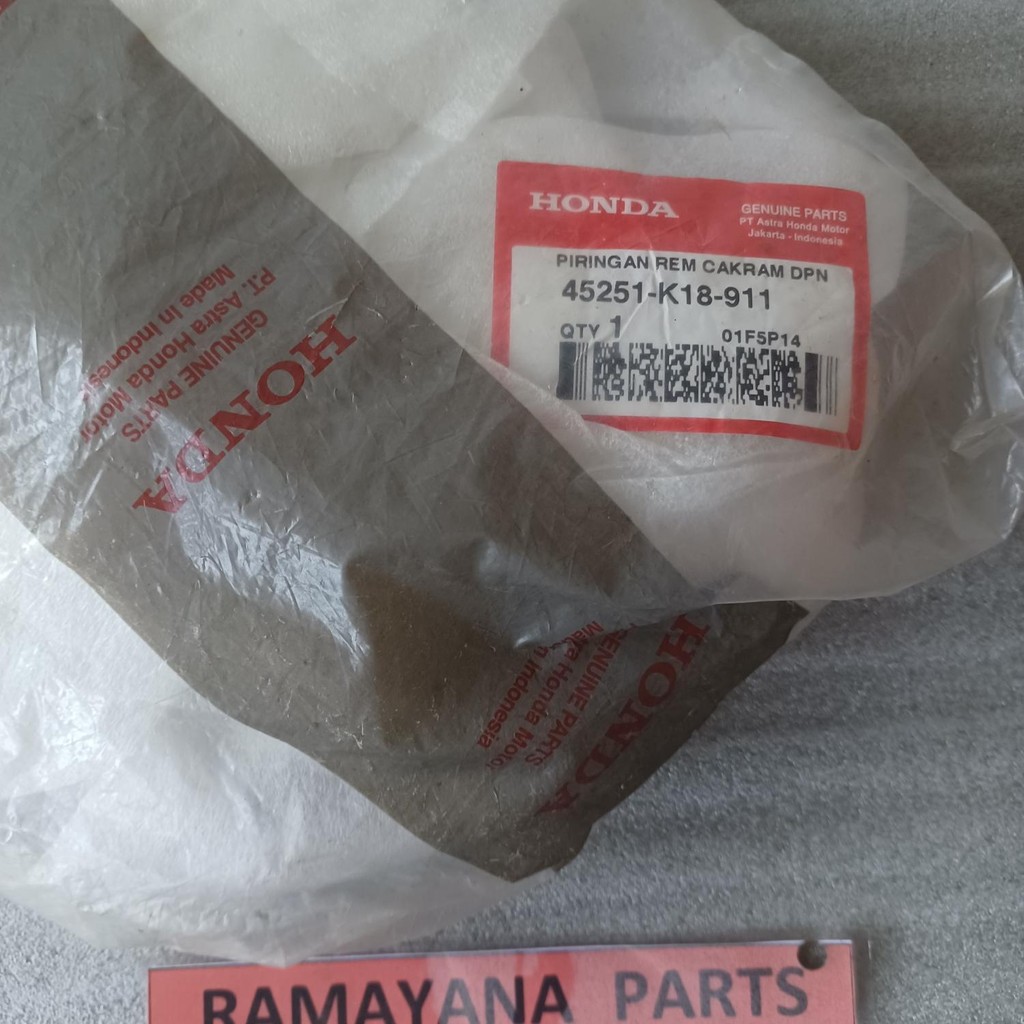 HONDA
GENUINE PARTS
PT Astra Honda Motor
Jakarta - Indonesia
PIRINGAN REM CAKRAM DPN
45251-K18-911
QTY 1
01F5P14
HONDA
GENUINE PARTS
PT. Astra Honda Motor
Made In Indonesia
HONDA
GENUINE PARTS
Astra Honda Motor
Made In Indonesia
RAMAYANA PARTS